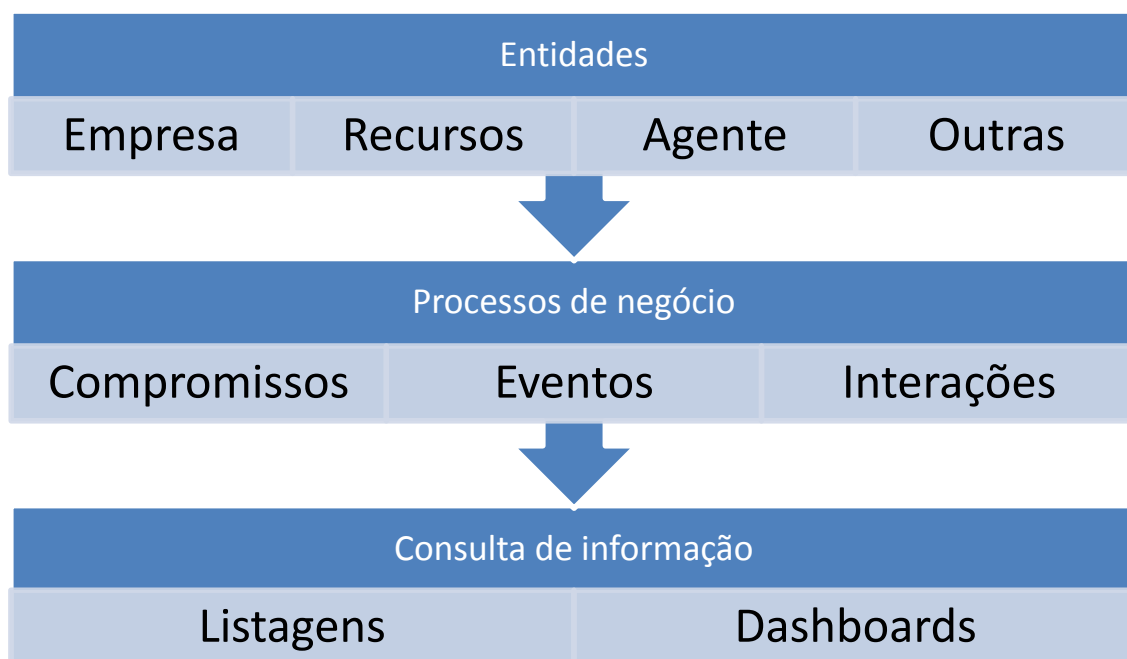 Entidades
Empresa Recursos Agente Outras
Processos de negócio
Compromissos Eventos Interações
Consulta de informação
Listagens Dashboards